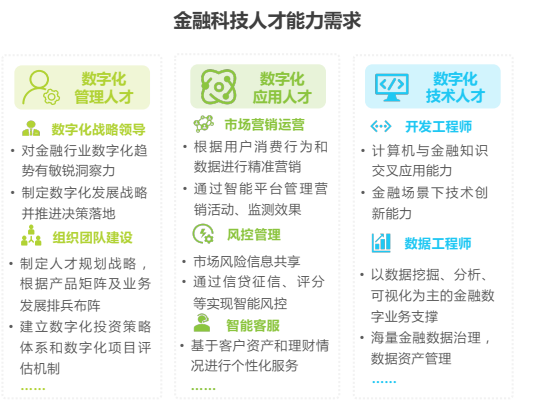 金融科技人才能力需求
数字化
管理人才
数字化战略领导
• 对金融行业数字化趋
势有敏锐洞察力
• 制定数字化发展战略
并推进决策落地
组织团队建设
• 制定人才规划战略，
根据产品矩阵及业务
发展排兵布阵
• 建立数字化投资策略
体系和数字化项目评
估机制
……
数字化
应用人才
市场营销运营
• 根据用户消费行为和
数据进行精准营销
• 通过智能平台管理营
销活动、监测效果
风控管理
• 市场风险信息共享
• 通过信贷征信、评分
等实现智能风控
智能客服
• 基于客户资产和理财情
况进行个性化服务
……
数字化
技术人才
开发工程师
• 计算机与金融知识
交叉应用能力
• 金融场景下技术创
新能力
数据工程师
• 以数据挖掘、分析、
可视化为主的金融数
字业务支撑
• 海量金融数据治理，
数据资产管理
……